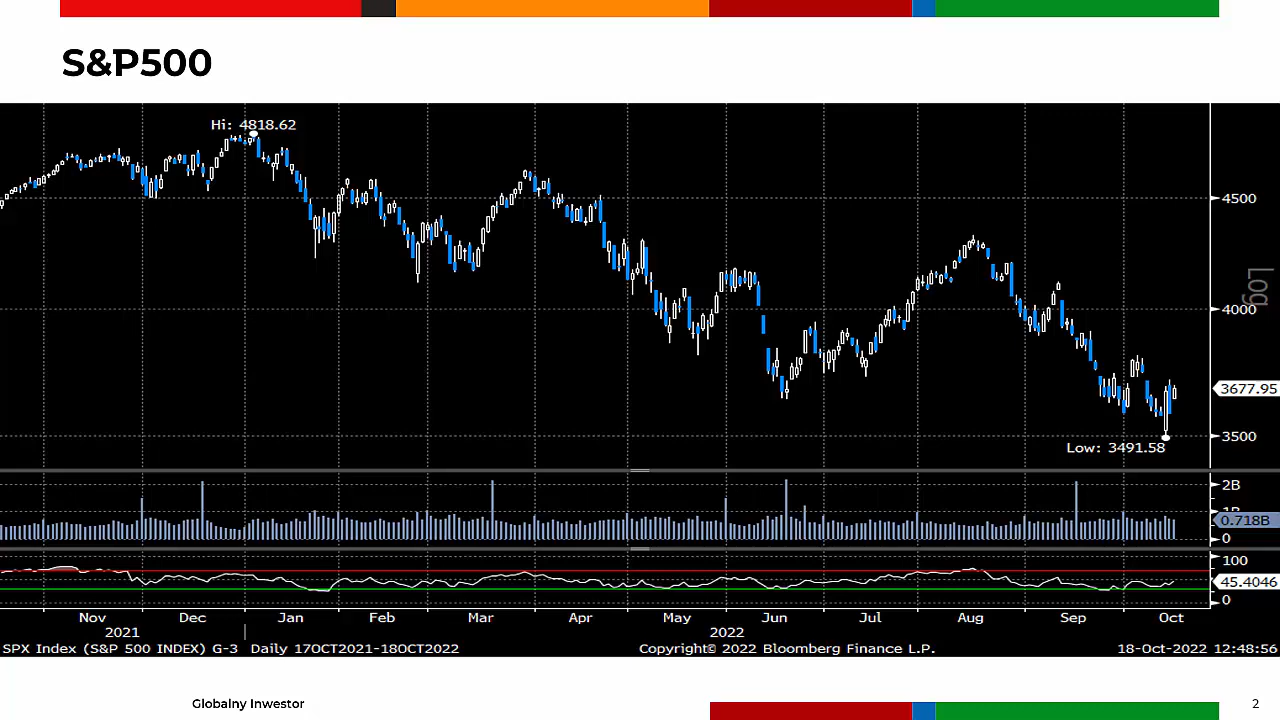 S&P500
Hi: 4818.62
4500
Log
4000
3677.95
3500
Low: 3491.58
2B
1B
0.718B
0
100
45.4046
0
Nov Dec Jan Feb Mar Apr May Jun Jul Aug Sep Oct
2021 2022
SPX Index (S&P 500 INDEX) G-3 Daily 17OCT2021-18OCT2022 Copyright© 2022 Bloomberg Finance L.P. 18-Oct-2022 12:48:56
Globalny Inwestor 2